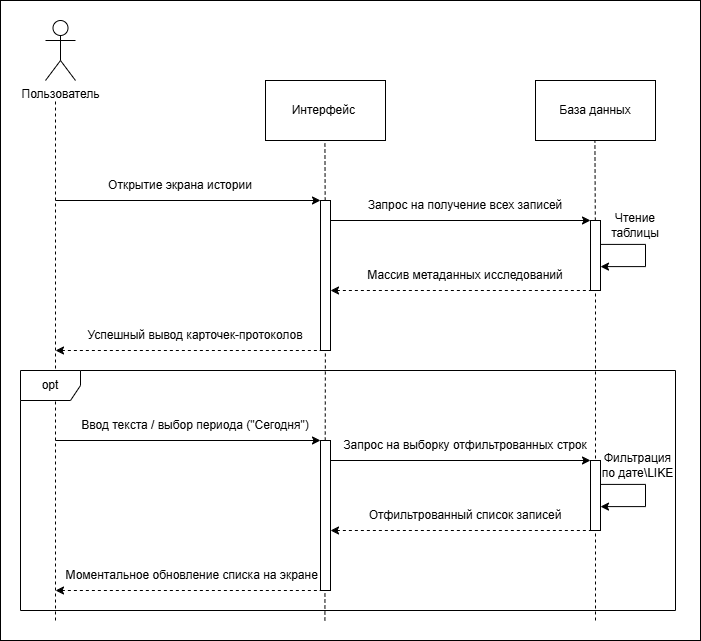 Пользователь
Интерфейс
База данных
Открытие экрана истории
Запрос на получение всех записей
Чтение
таблицы
Массив метаданных исследований
Успешный вывод карточек-протоколов
opt
Ввод текста / выбор периода ("Сегодня")
Запрос на выборку отфильтрованных строк
Фильтрация
по дате\LIKE
Отфильтрованный список записей
Моментальное обновление списка на экране